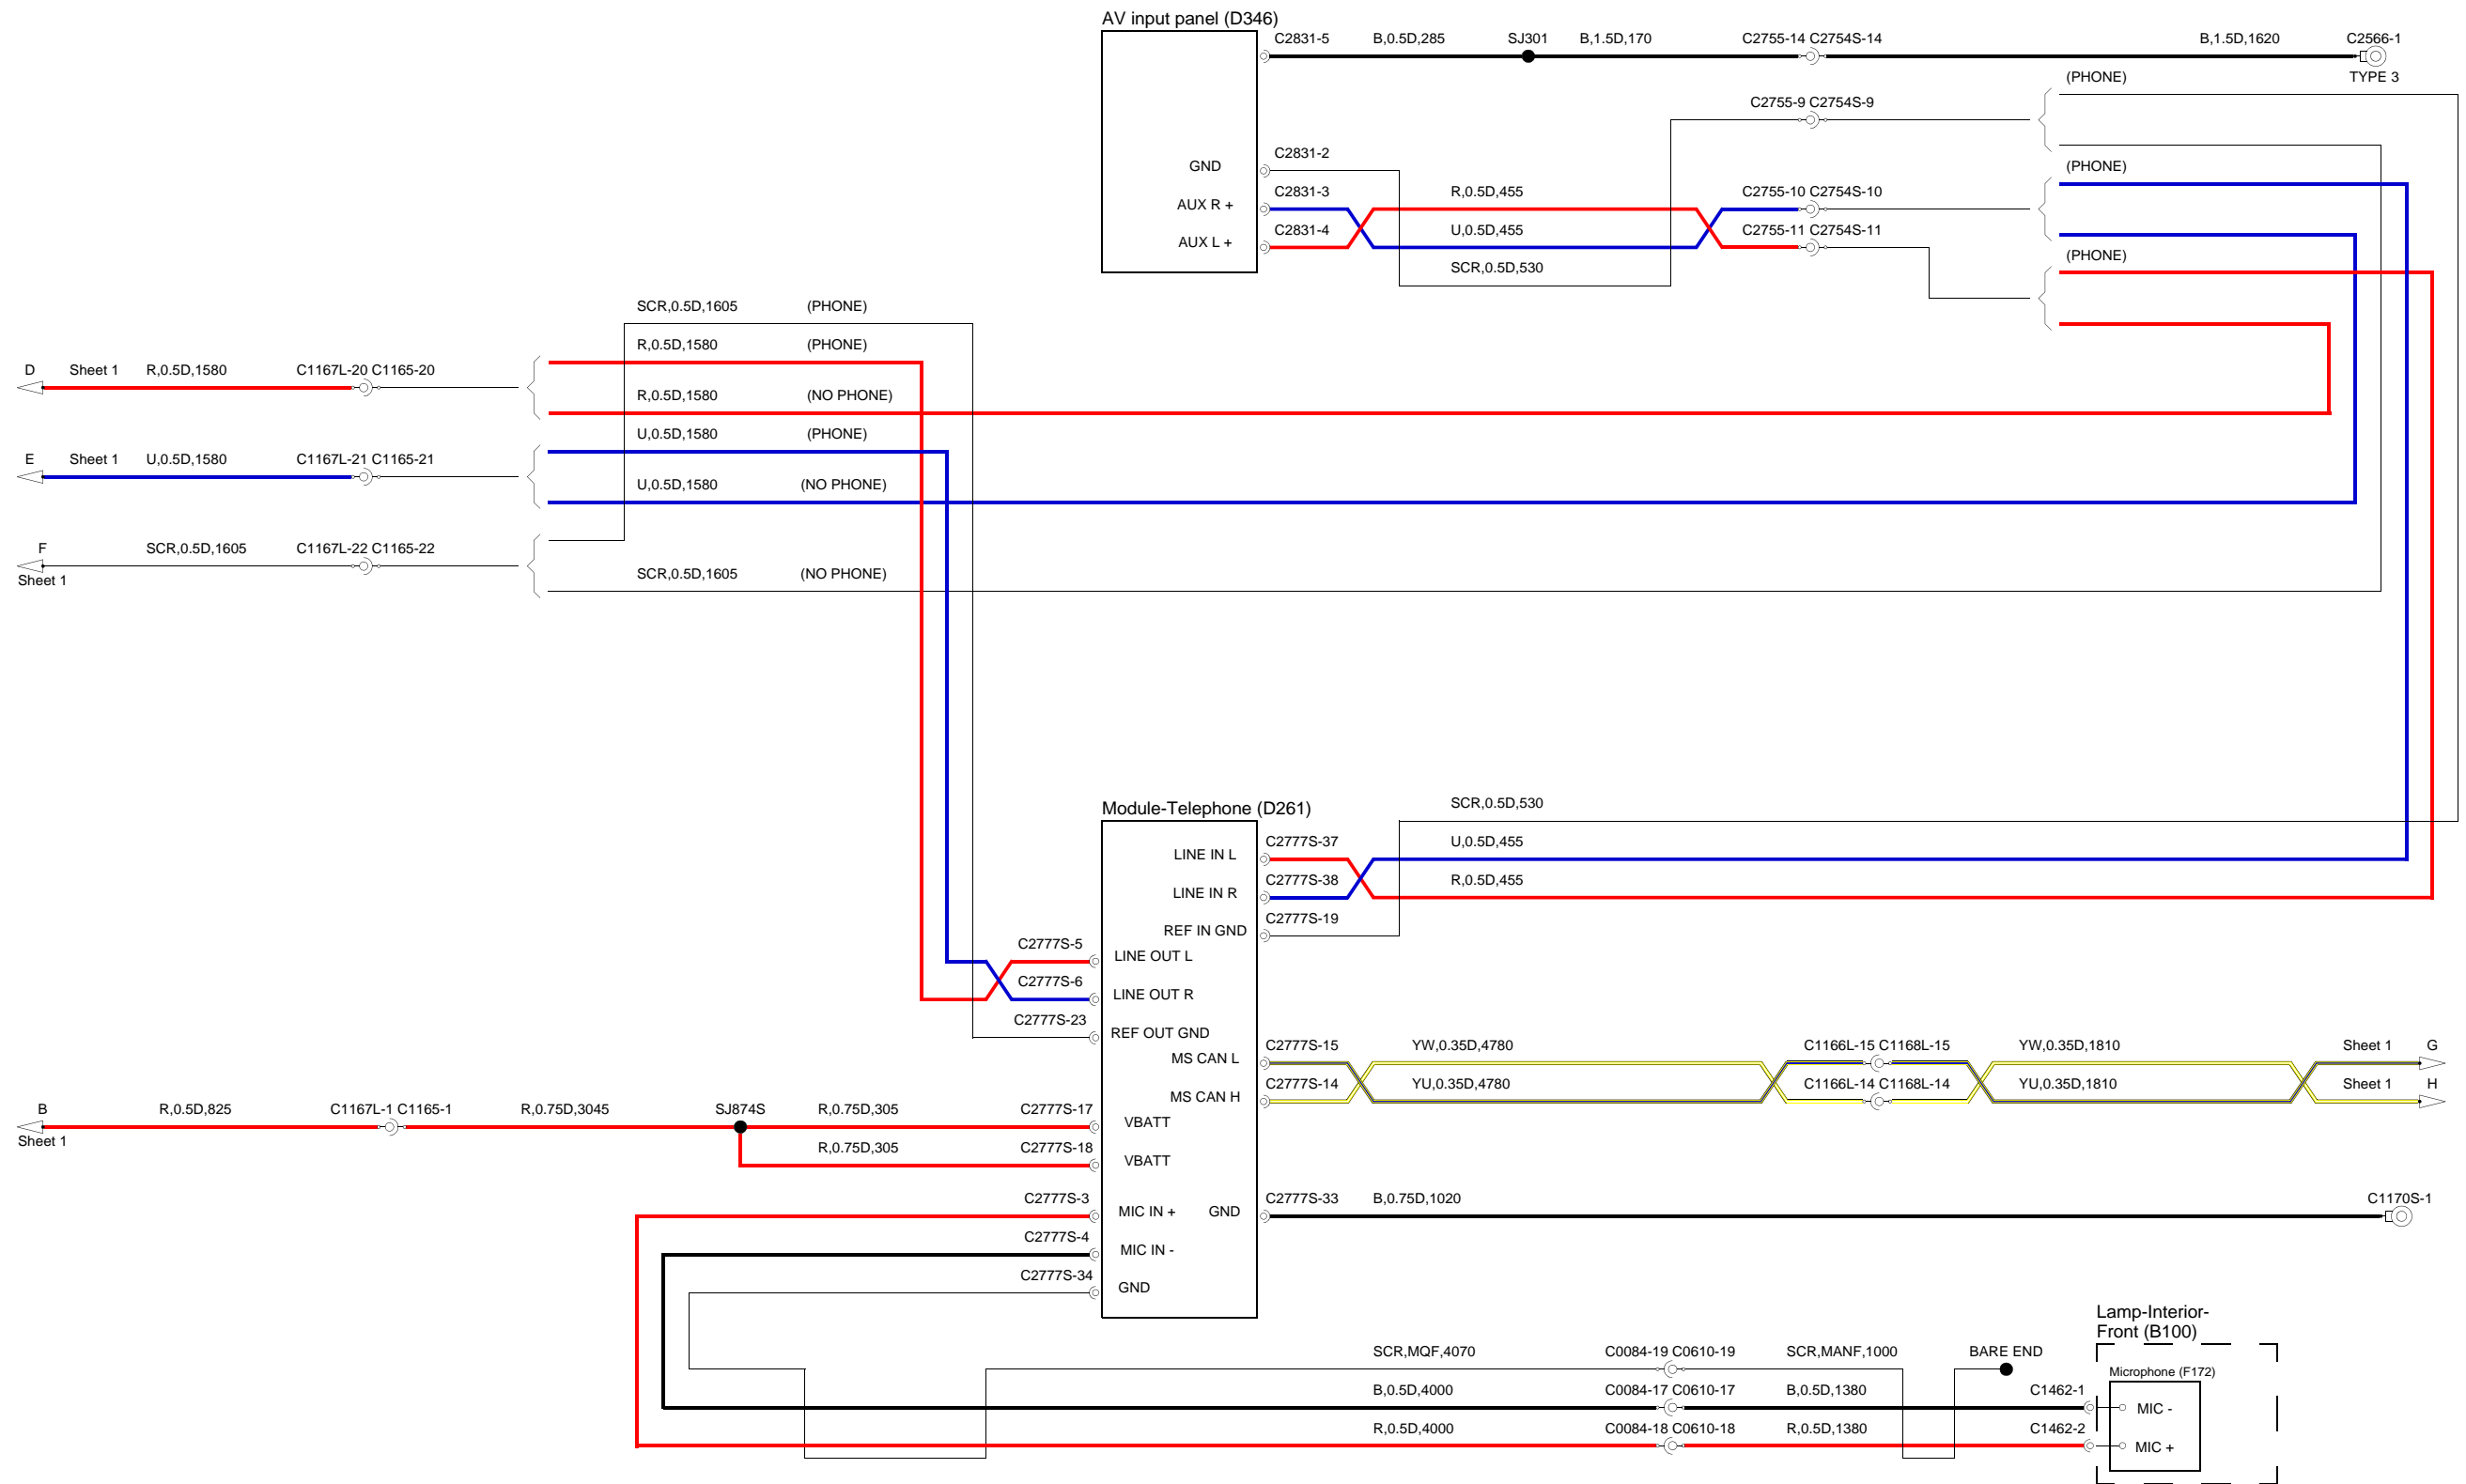 AV input panel (D346)
C2831-5 B,0.5D,285 SJ301 B,1.5D,170 C2755-14 C2754S-14 B,1.5D,1620 C2566-1
TYPE 3
(PHONE)
C2755-9 C2754S-9
C2831-2
GND
(PHONE)
C2831-3 R,0.5D,455 C2755-10 C2754S-10
AUX R +
C2831-4 U,0.5D,455 C2755-11 C2754S-11
AUX L +
(PHONE)
SCR,0.5D,530
SCR,0.5D,1605 (PHONE)
R,0.5D,1580 (PHONE)
D Sheet 1 R,0.5D,1580 C1167L-20 C1165-20
R,0.5D,1580 (NO PHONE)
U,0.5D,1580 (PHONE)
E Sheet 1 U,0.5D,1580 C1167L-21 C1165-21
U,0.5D,1580 (NO PHONE)
F SCR,0.5D,1605 C1167L-22 C1165-22
Sheet 1
SCR,0.5D,1605 (NO PHONE)
Module-Telephone (D261)
SCR,0.5D,530
C2777S-37 U,0.5D,455
LINE IN L
C2777S-38 R,0.5D,455
LINE IN R
C2777S-19
REF IN GND
C2777S-5
LINE OUT L
C2777S-6
LINE OUT R
C2777S-23
REF OUT GND
C2777S-15 YW,0.35D,4780 C1166L-15 C1168L-15 YW,0.35D,1810 Sheet 1 G
MS CAN L
C2777S-14 YU,0.35D,4780 C1166L-14 C1168L-14 YU,0.35D,1810 Sheet 1 H
MS CAN H
B R,0.5D,825 C1167L-1 C1165-1 R,0.75D,3045 SJ874S R,0.75D,305 C2777S-17
VBATT
Sheet 1
R,0.75D,305 C2777S-18
VBATT
C2777S-3 C2777S-33 B,0.75D,1020 C1170S-1
MIC IN + GND
C2777S-4
MIC IN -
C2777S-34
GND
Lamp-Interior-
Front (B100)
SCR,MQF,4070 C0084-19 C0610-19 SCR,MANF,1000 BARE END
Microphone (F172)
B,0.5D,4000 C0084-17 C0610-17 B,0.5D,1380 C1462-1
MIC -
R,0.5D,4000 C0084-18 C0610-18 R,0.5D,1380 C1462-2
MIC +